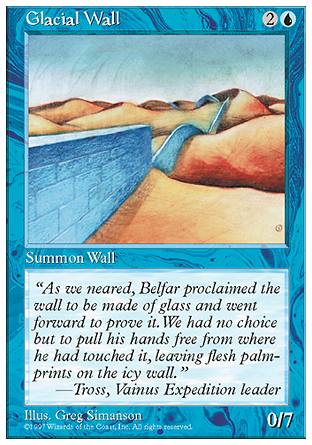 Glacial Wall 2
Summon Wall
“As we neared, Belfar proclaimed the
wall to be made of glass and went
forward to prove it. We had no choice
but to pull his hands free from where
he had touched it, leaving flesh palm-
prints on the icy wall.”
—Tross, Vainus Expedition leader
Illus. Greg Simanson
©1997 Wizards of the Coast, Inc. All rights reserved.
0/7